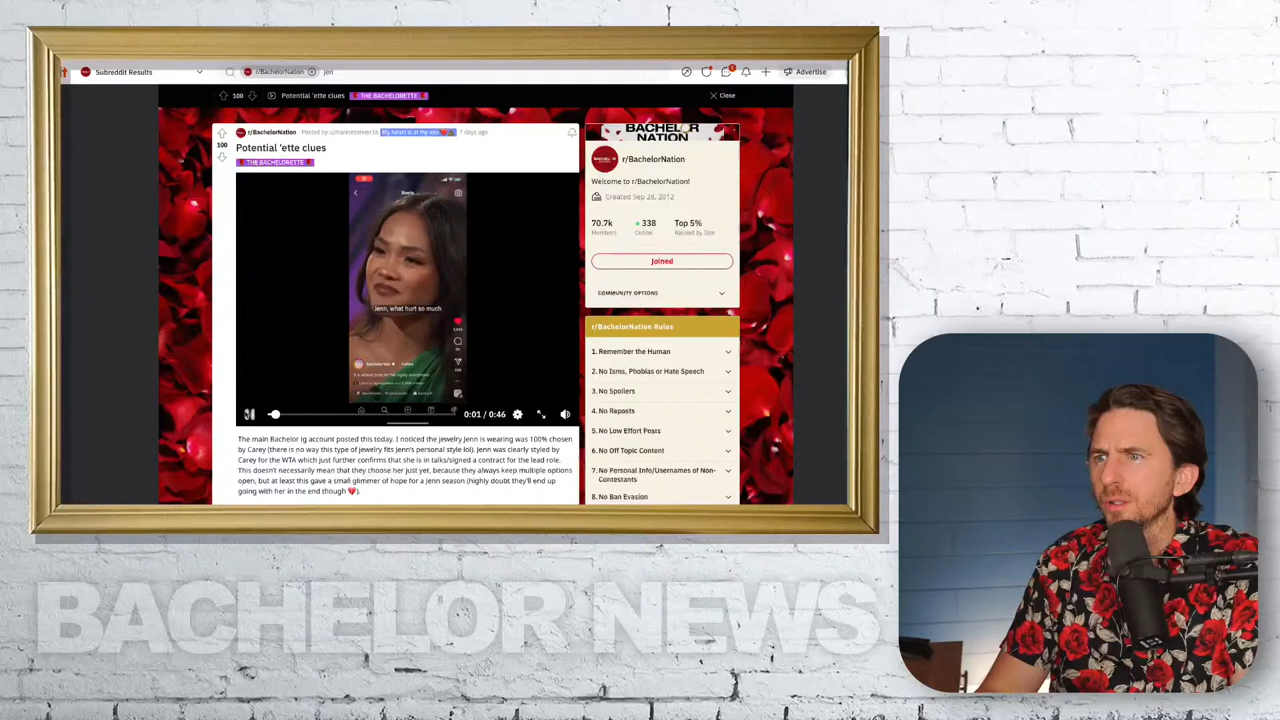 Subreddit Results
r/BachelorNation
jen
Advertise
100
Potential 'ette clues
THE BACHELORETTE
Close
100
r/BachelorNation
Posted by
7 days ago
Potential 'ette clues
THE BACHELORETTE
Reels
Jenn, what hurt so much
0:01 / 0:46
The main Bachelor ig account posted this today. I noticed the jewelry Jenn is wearing was 100% chosen
by Carey (there is no way this type of jewelry fits Jenn's personal style lol). Jenn was clearly styled by
Carey for the WTA which just further confirms that she is in talks/signed a contract for the lead role.
This doesn't necessarily mean that they choose her just yet, because they always keep multiple options
open, but at least this gave a small glimmer of hope for a Jenn season (highly doubt they'll end up
going with her in the end though 💔).
BACHELOR
NATION
r/BachelorNation
Welcome to r/BachelorNation!
Created Sep 28, 2012
70.7k
338
Top 5%
Members
Online
Ranked by Size
Joined
COMMUNITY OPTIONS
r/BachelorNation Rules
1. Remember the Human
2. No Isms, Phobias or Hate Speech
3. No Spoilers
4. No Reposts
5. No Low Effort Posts
6. No Off Topic Content
7. No Personal Info/Usernames of Non-
Contestants
8. No Ban Evasion
BACHELOR NEWS